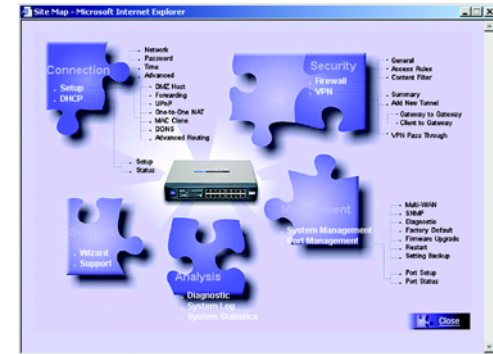 Site Map - Microsoft Internet Explorer
Connection
. Setup
. DHCP
Network
Password
Time
Advanced
DMZ Host
Forwarding
UPnP
One-to-One NAT
MAC Clone
DDNS
Advanced Routing
Setup
Status
Security
. Firewall
. VPN
General
Access Rules
Content Filter
Summary
Add New Tunnel
Gateway to Gateway
Client to Gateway
VPN Pass Through
Management
. System Management
. Port Management
Multi-WAN
SNMP
Diagnostic
Factory Default
Firmware Upgrade
Restart
Setting Backup
Port Setup
Port Status
. Wizard
. Support
Analysis
. Diagnostic
. System Log
. System Statistics
Close